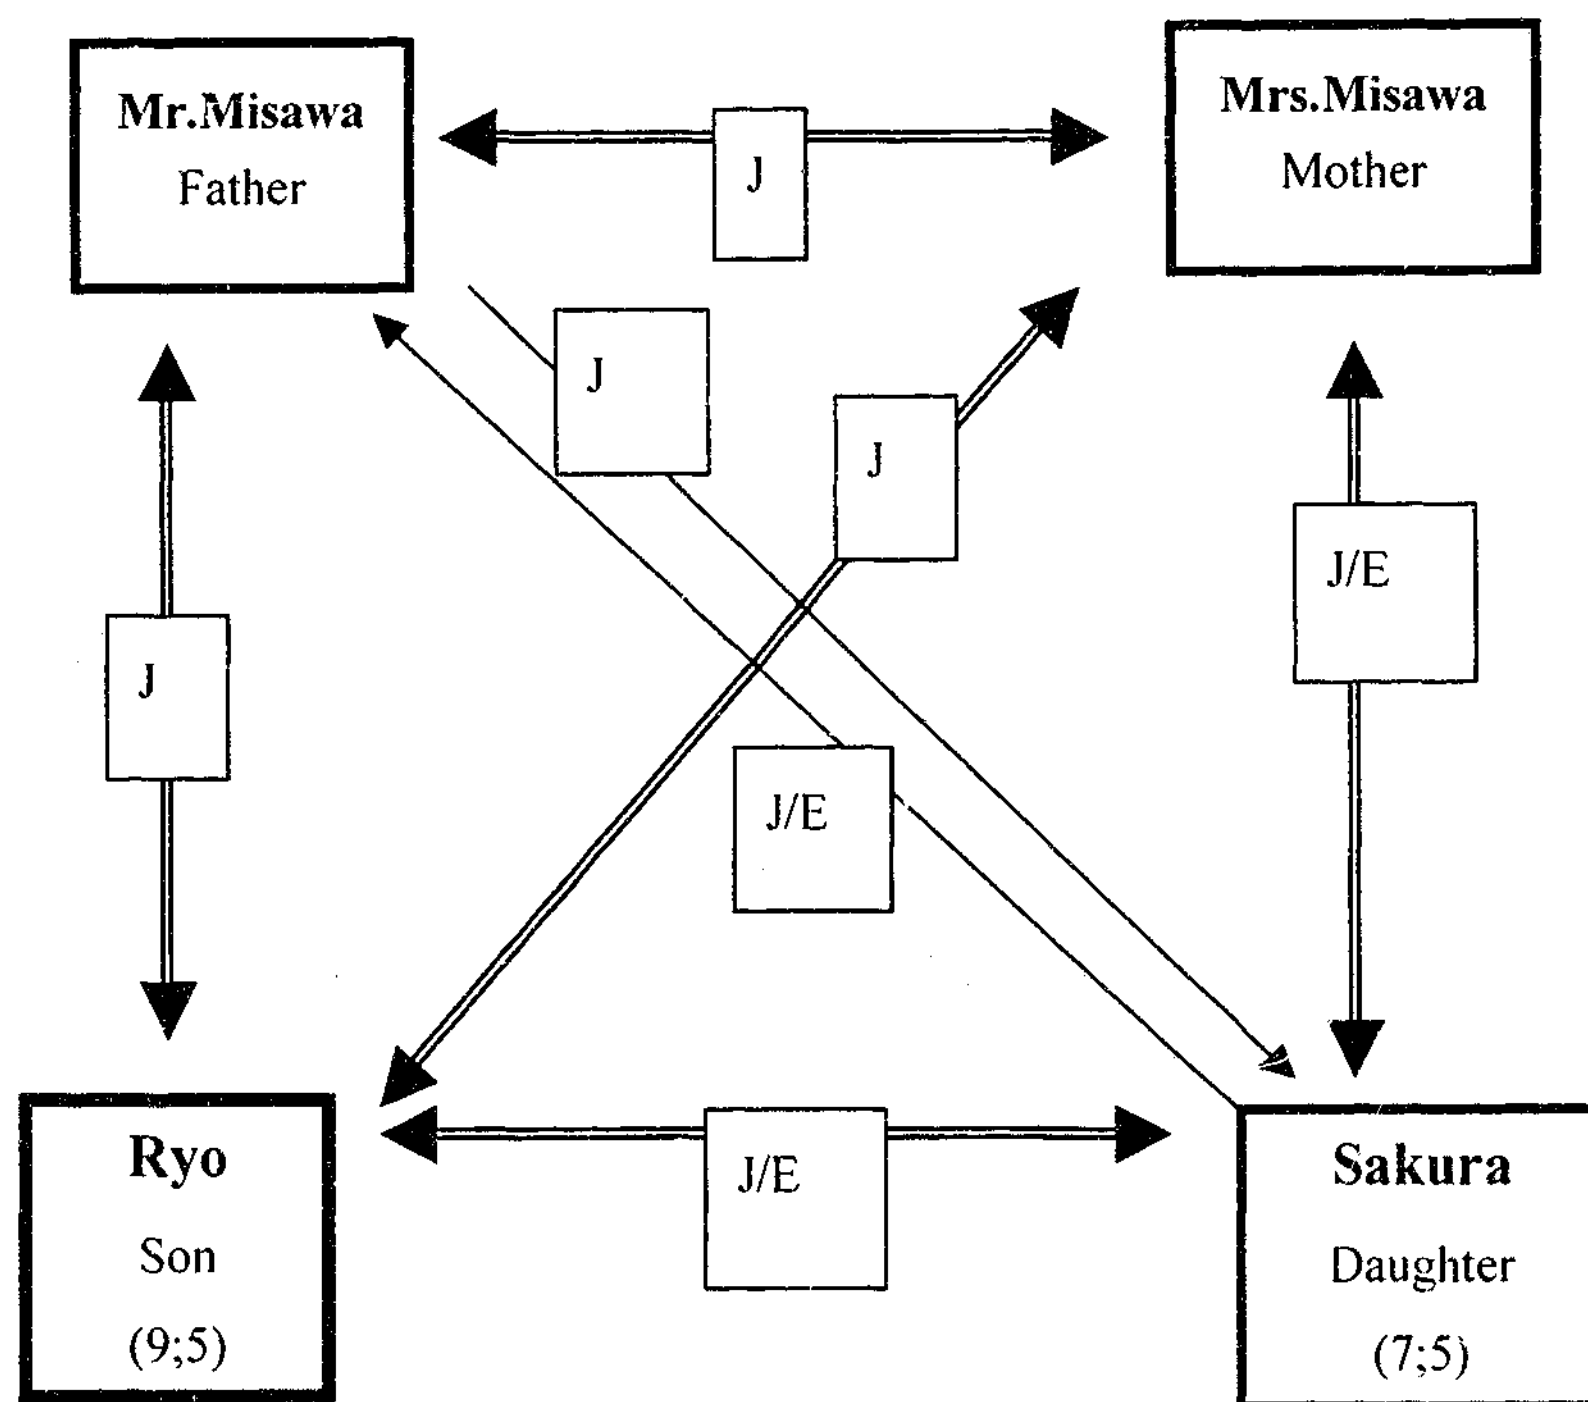 Mr.Misawa
Father
Mrs.Misawa
Mother
J
J
J
J/E
J
J/E
J/E
Ryo
Son
(9;5)
Sakura
Daughter
(7;5)